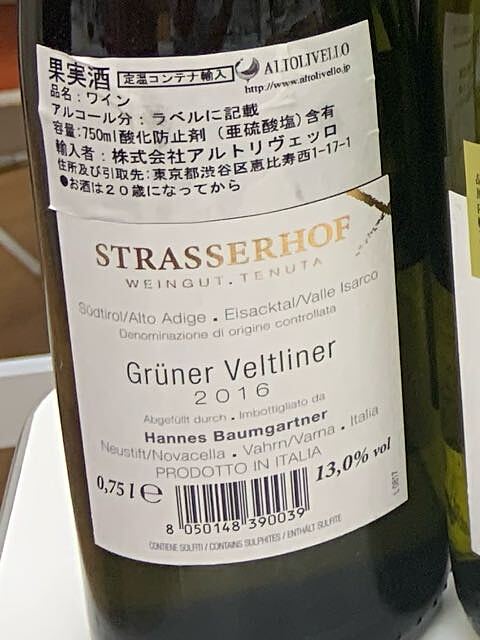 果実酒 定温コンテナ輸入 ALTOLIVELLO
http://www.altolivello.jp
品名：ワイン
アルコール分：ラベルに記載
容量:750ml 酸化防止剤（亜硫酸塩)含有
輸入者：株式会社アルトリヴェッロ
住所及び引取先:東京都渋谷区恵比寿西1-17-1
●お酒は２０歳になってから
STRASSERHOF
WEINGUT.TENUTA
Südtirol/Alto Adige . Eisacktal/Valle Isarco
Denominazione di origine controllata
Grüner Veltliner
2016
Abgefüllt durch . Imbottigliato da
Hannes Baumgartner
Neustift/Novacella . Vahrn/Varna . Italia
PRODOTTO IN ITALIA
0,75 l e 13,0% vol
8 050148 390039
CONTIENE SOLFITI / CONTAINS SULPHITES / ENTHÄLT SULFITE